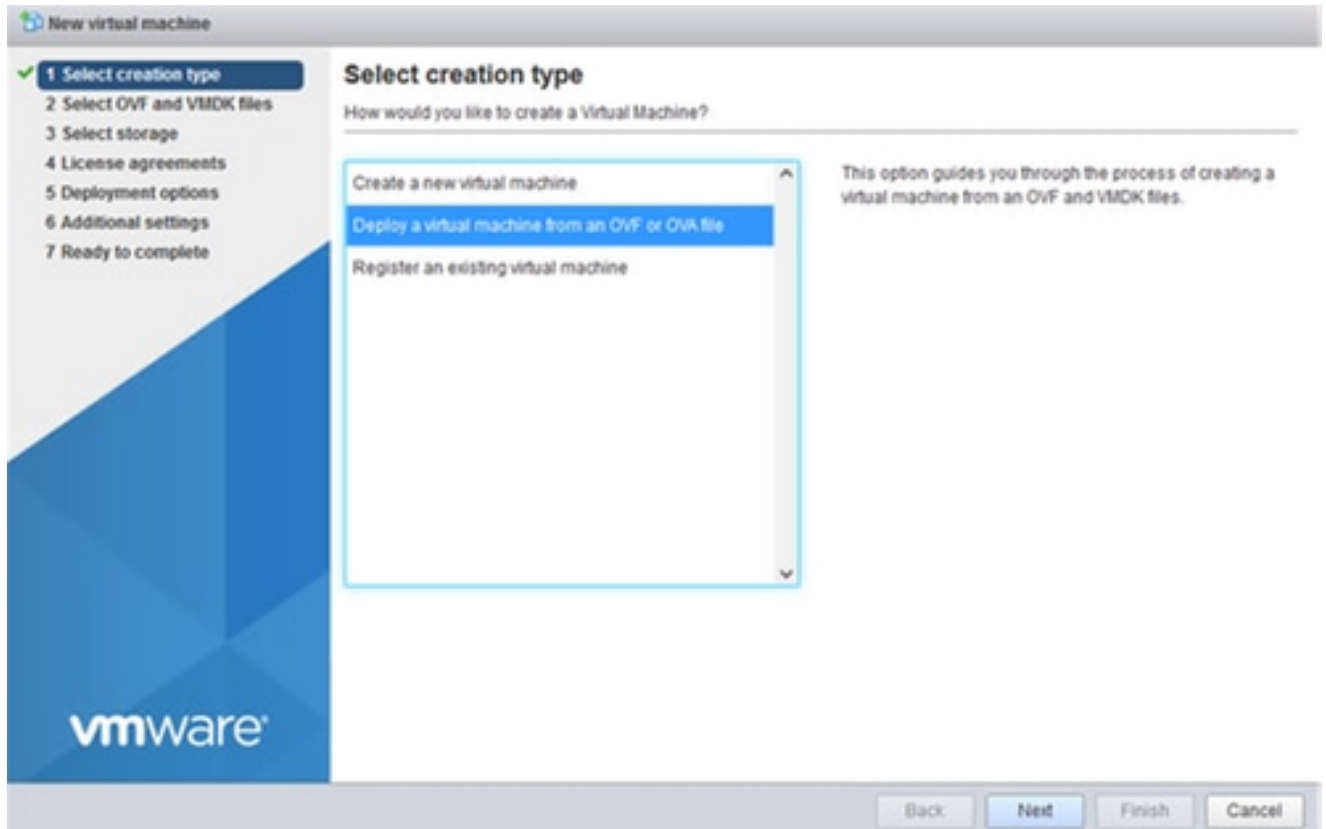 New virtual machine
1 Select creation type
2 Select OVF and VMDK files
3 Select storage
4 License agreements
5 Deployment options
6 Additional settings
7 Ready to complete
Select creation type
How would you like to create a Virtual Machine?
Create a new virtual machine
Deploy a virtual machine from an OVF or OVA file
Register an existing virtual machine
This option guides you through the process of creating a
virtual machine from an OVF and VMDK files.
vmware
Back Next Finish Cancel